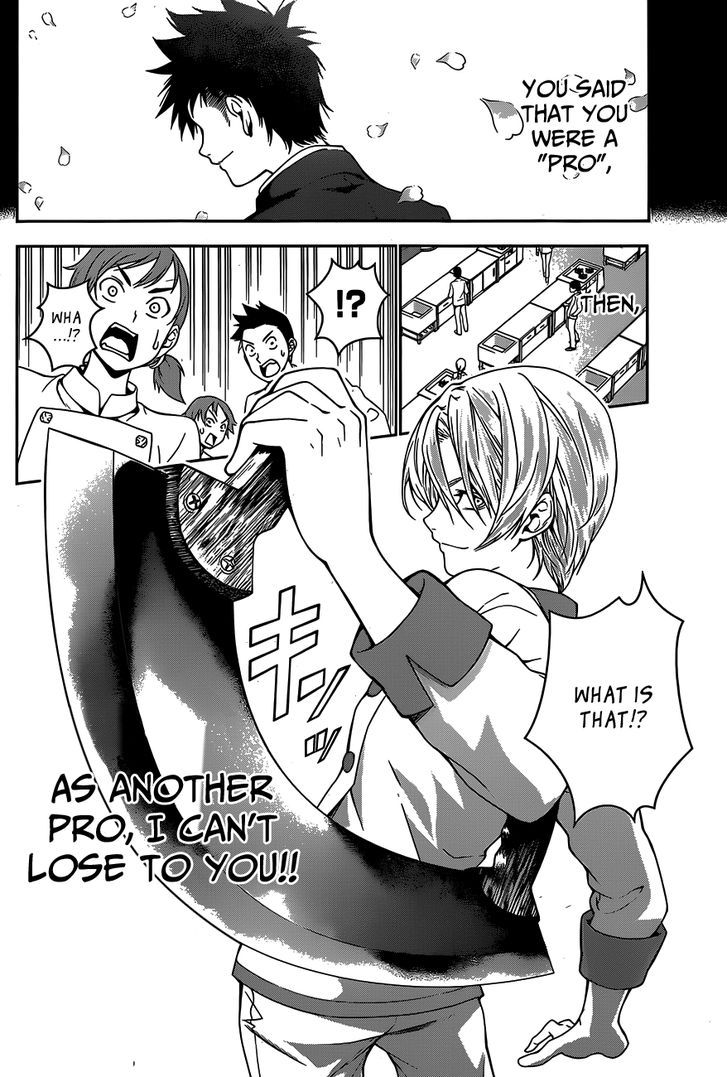 YOU SAID
THAT YOU
WERE A
"PRO",
THEN,
!?
WHA
....!?
キンッ
WHAT IS
THAT!?
AS ANOTHER
PRO, I CAN'T
LOSE TO YOU!!